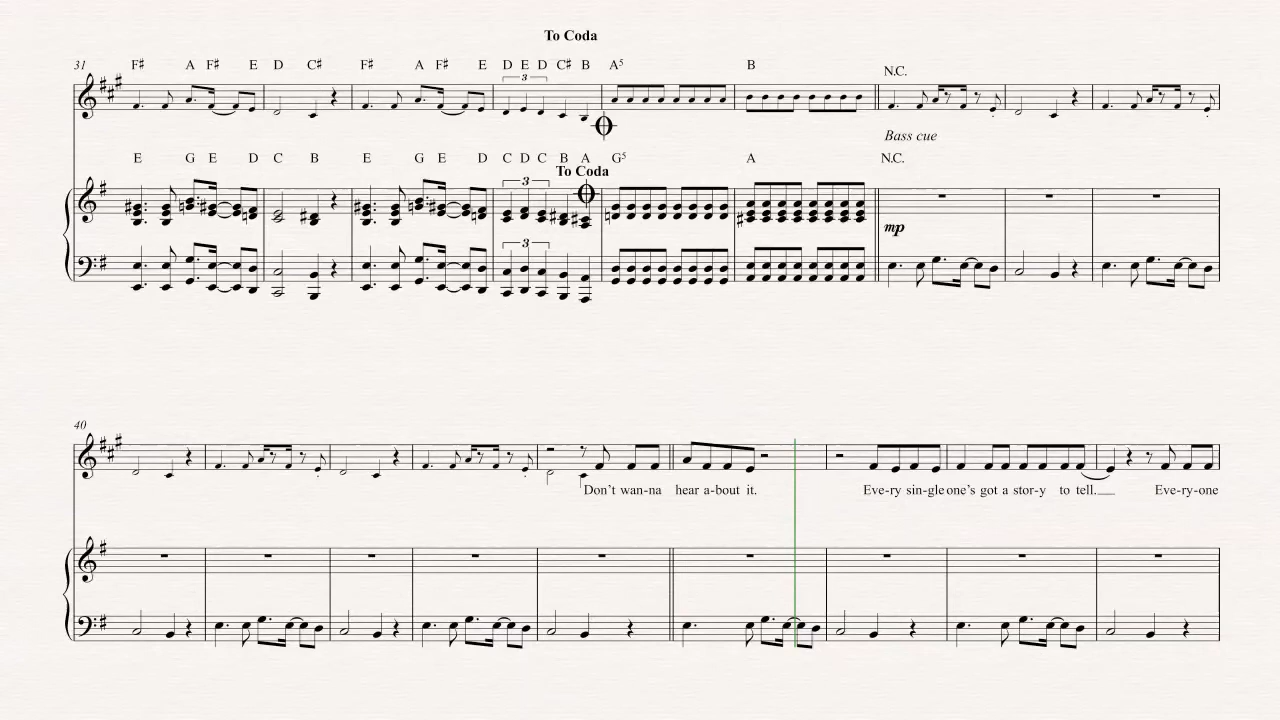 To Coda
31 F♯ A F♯ E D C♯ F♯ A F♯ E D E D C♯ B A5 B N.C.
3
Bass cue
E G E D C B E G E D C D C B A G5 A N.C.
To Coda
3
mp
3
40
Don't wan-na hear a-bout it. Eve-ry sin-gle one's got a stor-y to tell.__ Eve-ry-one